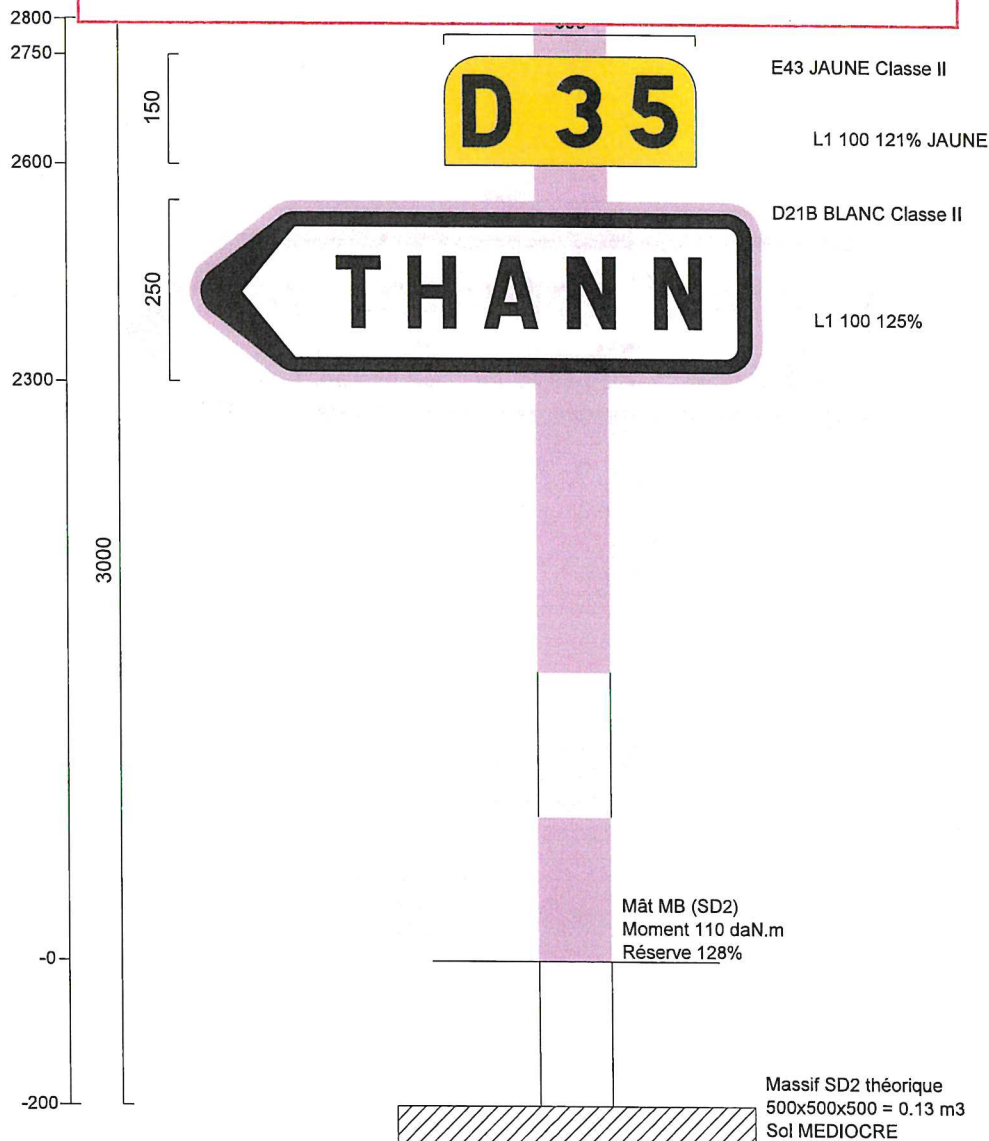 2800
2750
E43 JAUNE Classe II
150
D 35
L1 100 121% JAUNE
2600
D21B BLANC Classe II
250
THANN
L1 100 125%
2300
3000
Mât MB (SD2)
Moment 110 daN.m
Réserve 128%
-0
-200
Massif SD2 théorique
500x500x500 = 0.13 m3
Sol MEDIOCRE